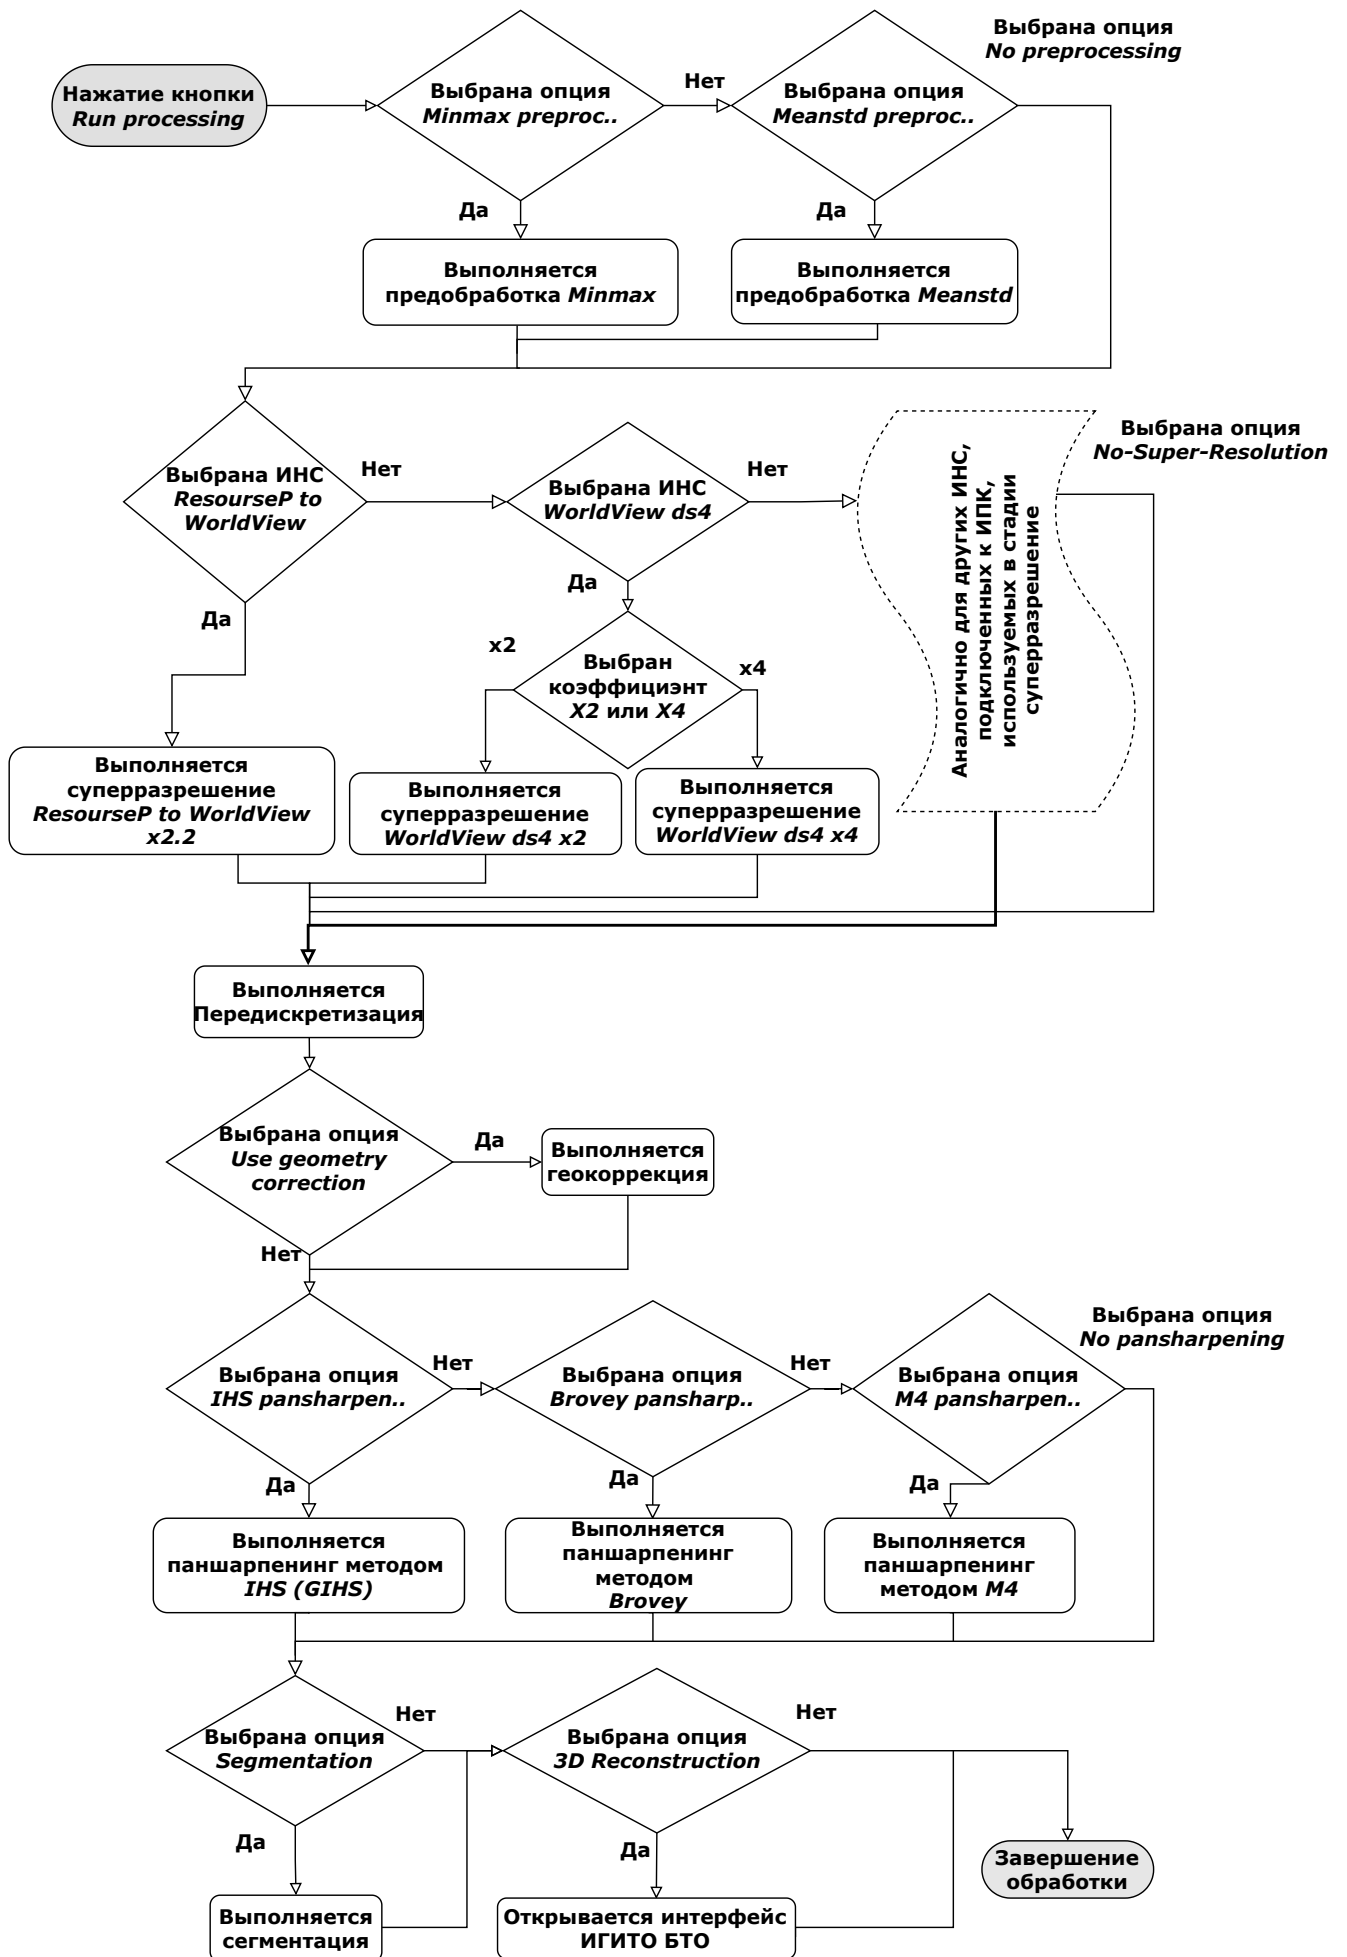 Выбрана опция
No preprocessing
Нажатие кнопки
Run processing
Выбрана опция
Minmax preproc..
Нет
Выбрана опция
Meanstd preproc..
Да
Да
Выполняется
предобработка Minmax
Выполняется
предобработка Meanstd
Выбрана ИНС
ResourseP to
WorldView
Нет
Выбрана ИНС
WorldView ds4
Нет
Аналогично для других ИНС,
подключенных к ИПК,
используемых в стадии
суперразрешение
Выбрана опция
No-Super-Resolution
Да
Да
x2
Выбран
коэффициэнт
X2 или X4
x4
Выполняется
суперразрешение
ResourseP to WorldView
x2.2
Выполняется
суперразрешение
WorldView ds4 x2
Выполняется
суперразрешение
WorldView ds4 x4
Выполняется
Передискретизация
Выбрана опция
Use geometry
correction
Да
Выполняется
геокоррекция
Нет
Выбрана опция
IHS pansharpen..
Нет
Выбрана опция
Brovey pansharp..
Нет
Выбрана опция
M4 pansharpen..
Выбрана опция
No pansharpening
Да
Да
Да
Выполняется
паншарпенинг методом
IHS (GIHS)
Выполняется
паншарпенинг
методом
Brovey
Выполняется
паншарпенинг
методом M4
Выбрана опция
Segmentation
Нет
Выбрана опция
3D Reconstruction
Нет
Да
Да
Завершение
обработки
Выполняется
сегментация
Открывается интерфейс
ИГИТО БТО